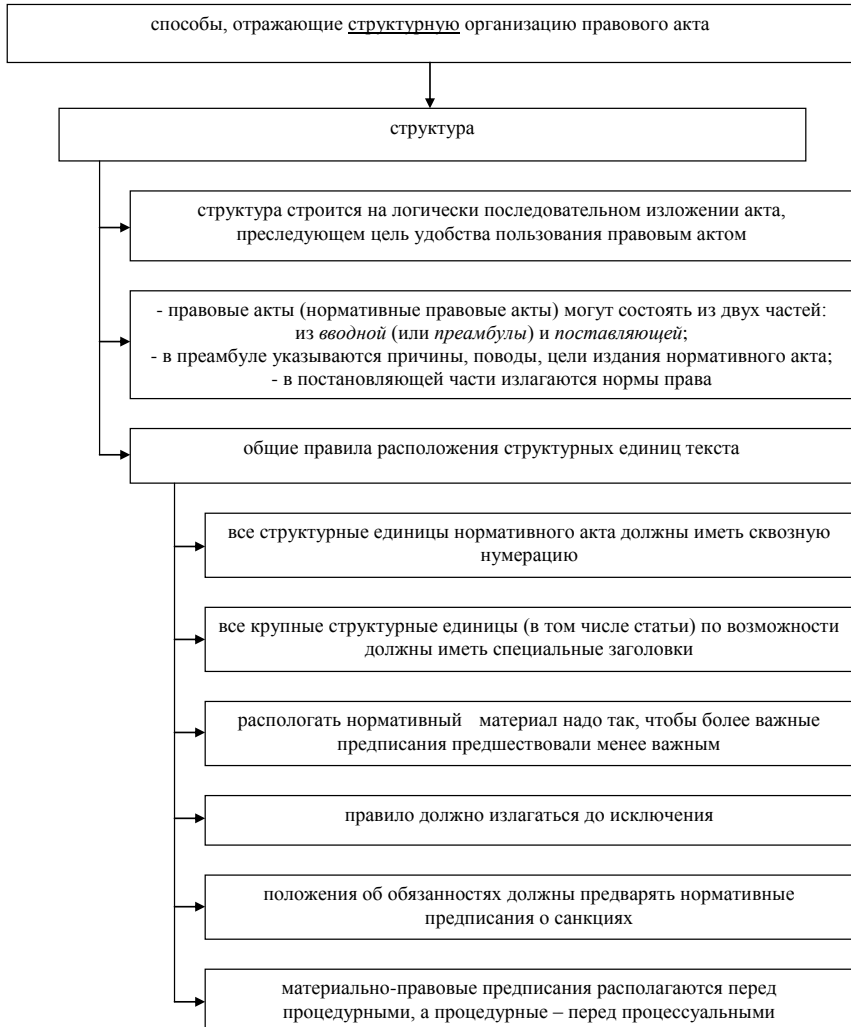 способы, отражающие структурную организацию правового акта
структура
структура строится на логически последовательном изложении акта,
преследующем цель удобства пользования правовым актом
- правовые акты (нормативные правовые акты) могут состоять из двух частей:
из вводной (или преамбулы) и поставляющей;
- в преамбуле указываются причины, поводы, цели издания нормативного акта;
- в постановляющей части излагаются нормы права
общие правила расположения структурных единиц текста
все структурные единицы нормативного акта должны иметь сквозную
нумерацию
все крупные структурные единицы (в том числе статьи) по возможности
должны иметь специальные заголовки
распологать нормативный материал надо так, чтобы более важные
предписания предшествовали менее важным
правило должно излагаться до исключения
положения об обязанностях должны предварять нормативные
предписания о санкциях
материально-правовые предписания располагаются перед
процедурными, а процедурные – перед процессуальными